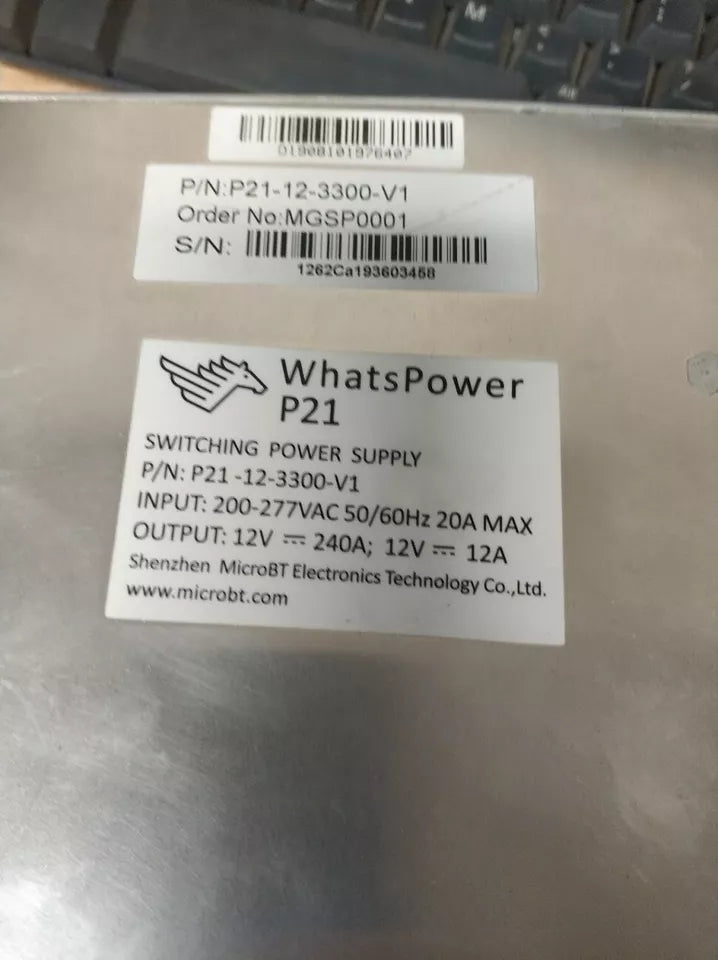 D1908101976407
P/N:P21-12-3300-V1
Order No:MGSP0001
S/N:
1262Ca193603458
WhatsPower
P21
SWITCHING POWER SUPPLY
P/N: P21-12-3300-V1
INPUT: 200-277VAC 50/60Hz 20A MAX
OUTPUT: 12V ⎓ 240A; 12V ⎓ 12A
Shenzhen MicroBT Electronics Technology Co.,Ltd.
www.microbt.com
M